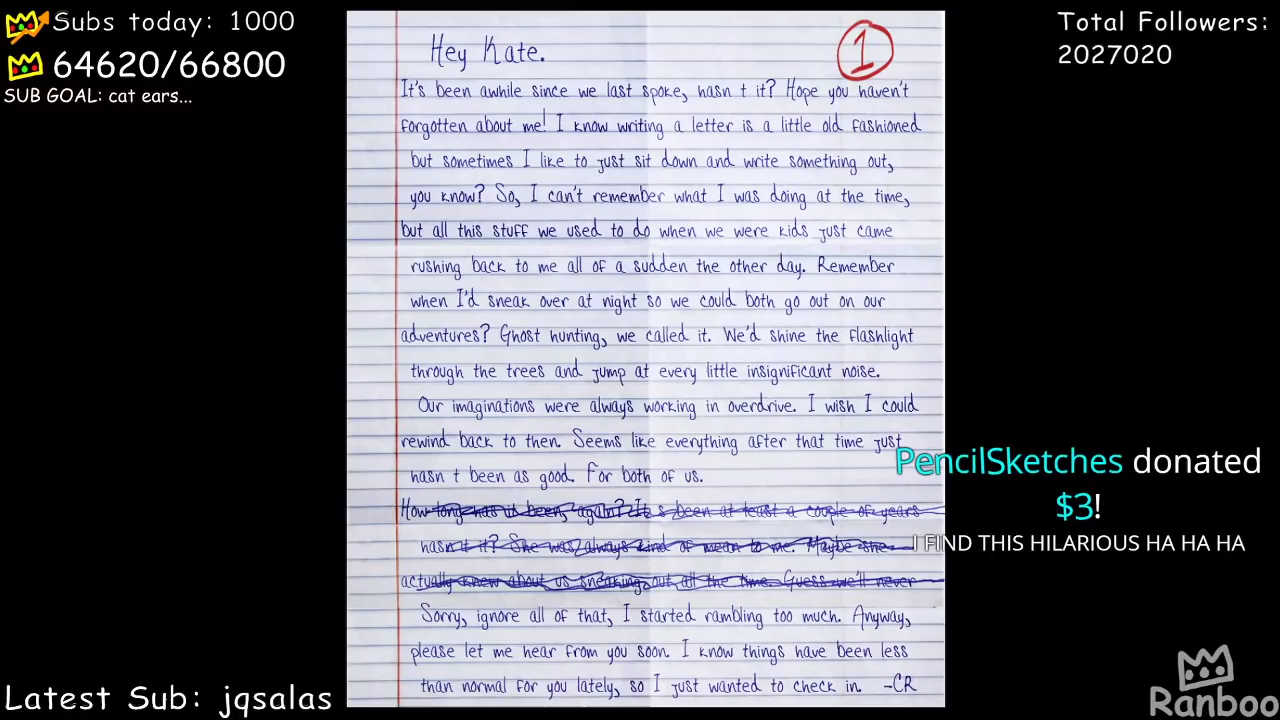 Subs today: 1000
64620/66800
SUB GOAL: cat ears...
Total Followers:
2027020
1
Hey Kate.
It's been awhile since we last spoke, hasn t it? Hope you haven't
forgotten about me! I know writing a letter is a little old fashioned
but sometimes I like to just sit down and write something out,
you know? So, I can't remember what I was doing at the time,
but all this stuff we used to do when we were kids just came
rushing back to me all of a sudden the other day. Remember
when I'd sneak over at night so we could both go out on our
adventures? Ghost hunting, we called it. We'd shine the flashlight
through the trees and jump at every little insignificant noise.
Our imaginations were always working in overdrive. I wish I could
rewind back to then. Seems like everything after that time just
hasn t been as good. For both of us.
How long has it been, again? It s been at least a couple of years
hasn t it? She was always kind of mean to me. Maybe she
actually knew about us sneaking out all the time. Guess we'll never
Sorry, ignore all of that, I started rambling too much. Anyway,
please let me hear from you soon. I know things have been less
than normal for you lately, so I just wanted to check in. -CR
PencilSketches donated
$3!
I FIND THIS HILARIOUS HA HA HA
Latest Sub: jqsalas
Ranboo